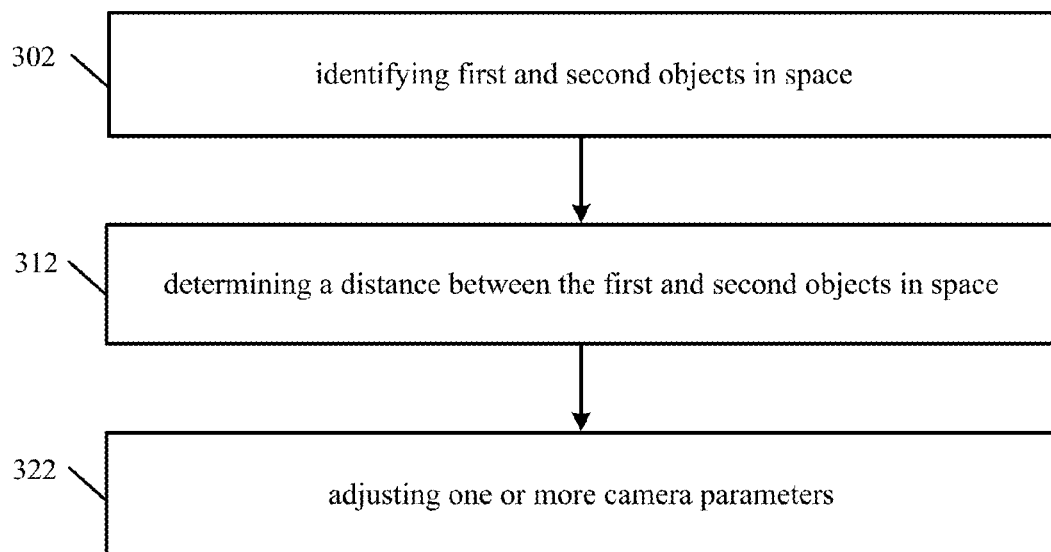 302
identifying first and second objects in space
312
determining a distance between the first and second objects in space
322
adjusting one or more camera parameters